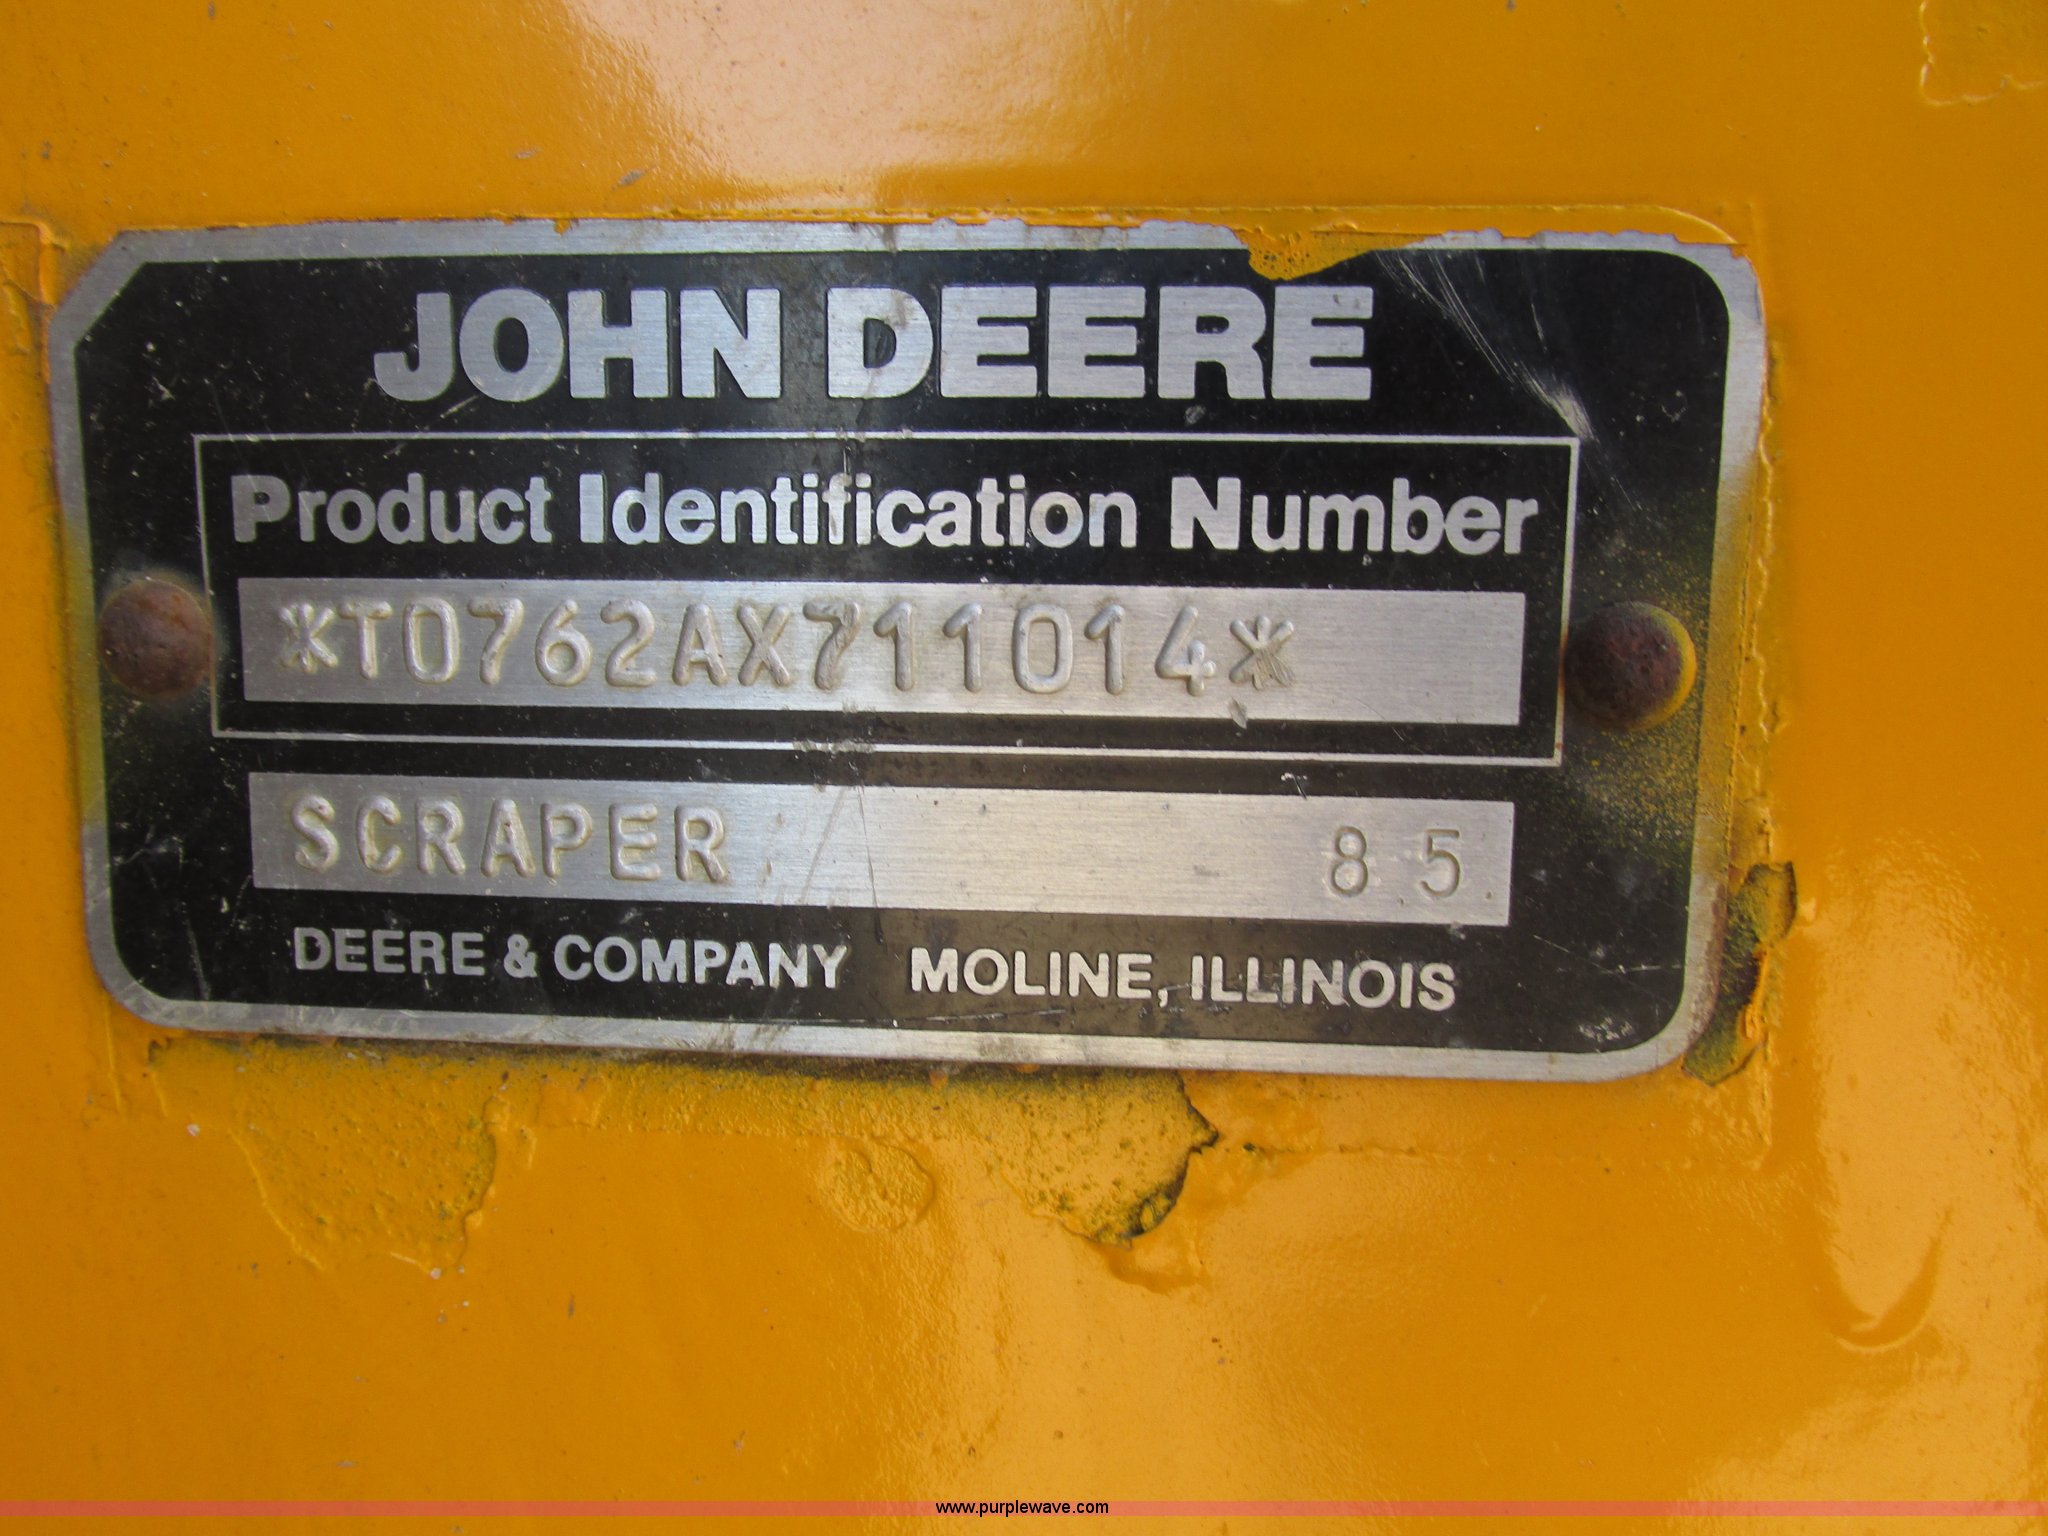 JOHN DEERE
Product Identification Number
*T0762AX711014*
SCRAPER 85
DEERE & COMPANY MOLINE, ILLINOIS
www.purplewave.com